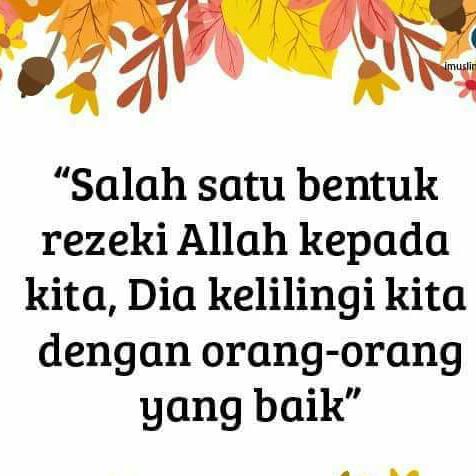 “Salah satu bentuk
rezeki Allah kepada
kita, Dia kelilingi kita
dengan orang-orang
yang baik”